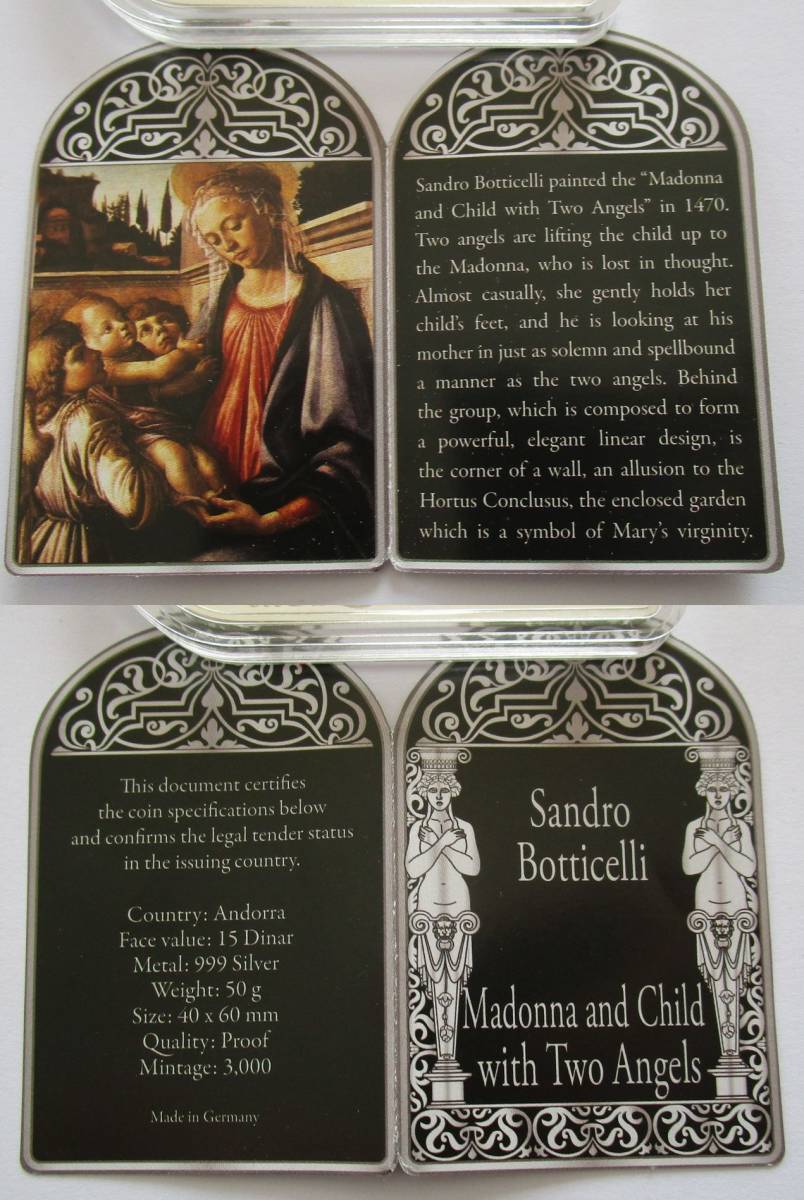 Sandro Botticelli painted the “Madonna
and Child with Two Angels” in 1470.
Two angels are lifting the child up to
the Madonna, who is lost in thought.
Almost casually, she gently holds her
child’s feet, and he is looking at his
mother in just as solemn and spellbound
a manner as the two angels. Behind
the group, which is composed to form
a powerful, elegant linear design, is
the corner of a wall, an allusion to the
Hortus Conclusus, the enclosed garden
which is a symbol of Mary’s virginity.
This document certifies
the coin specifications below
and confirms the legal tender status
in the issuing country.
Country: Andorra
Face value: 15 Dinar
Metal: 999 Silver
Weight: 50 g
Size: 40 x 60 mm
Quality: Proof
Mintage: 3,000
Made in Germany
Sandro
Botticelli
Madonna and Child
with Two Angels